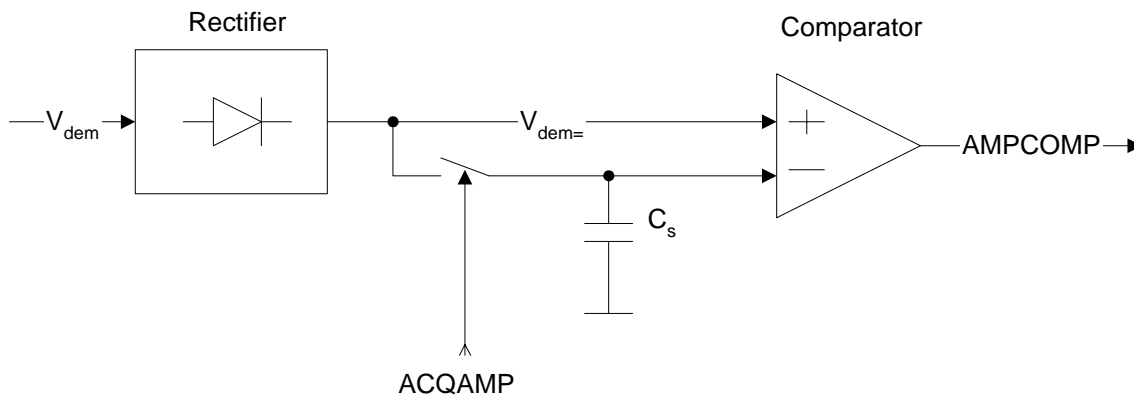 Rectifier
Comparator
V_dem
V_dem=
+
−
AMPCOMP
C_s
ACQAMP